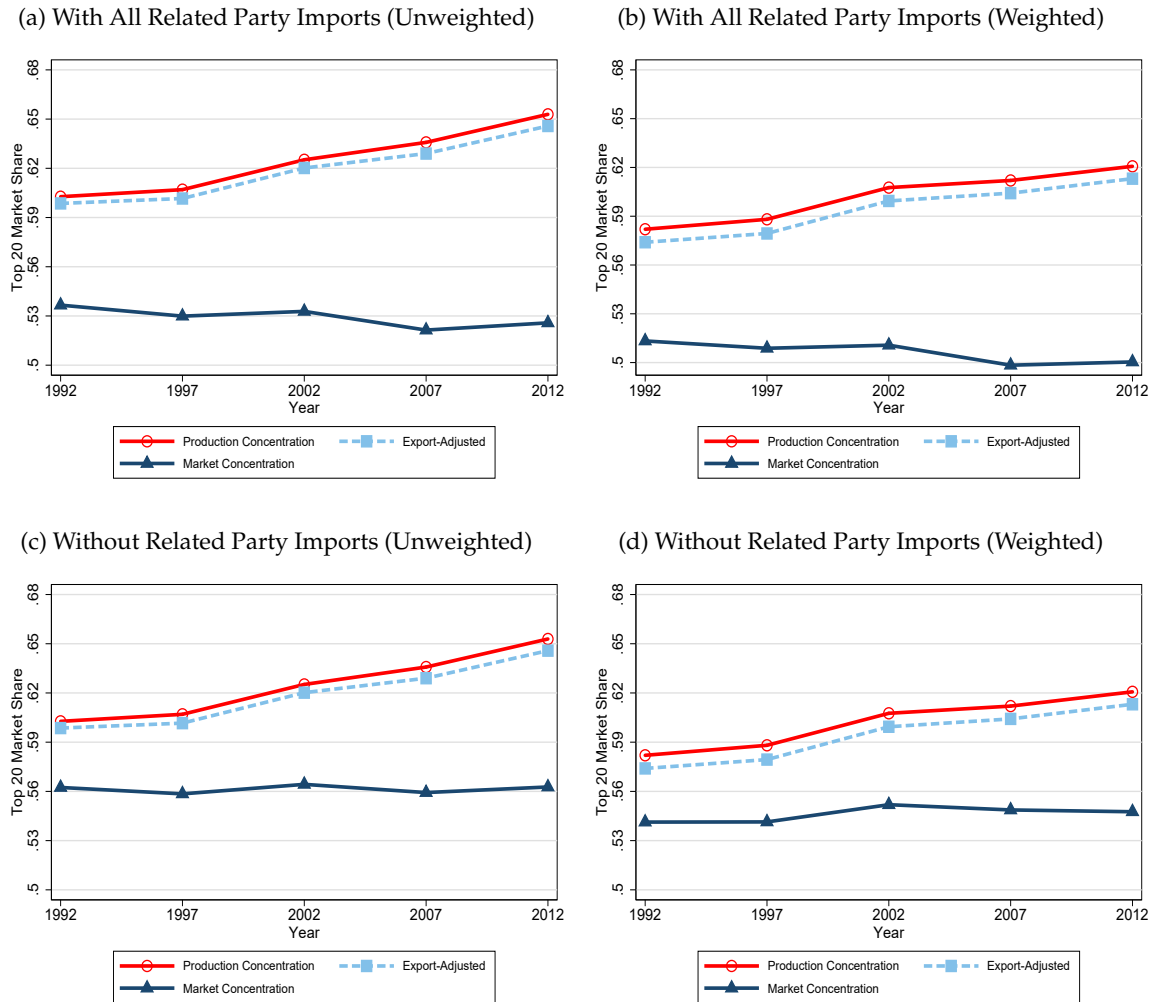 (a) With All Related Party Imports (Unweighted)
Top 20 Market Share
.68
.65
.62
.59
.56
.53
.5
1992 1997 2002 2007 2012
Year
Production Concentration Export-Adjusted
Market Concentration
(b) With All Related Party Imports (Weighted)
Top 20 Market Share
.68
.65
.62
.59
.56
.53
.5
1992 1997 2002 2007 2012
Year
Production Concentration Export-Adjusted
Market Concentration
(c) Without Related Party Imports (Unweighted)
Top 20 Market Share
.68
.65
.62
.59
.56
.53
.5
1992 1997 2002 2007 2012
Year
Production Concentration Export-Adjusted
Market Concentration
(d) Without Related Party Imports (Weighted)
Top 20 Market Share
.68
.65
.62
.59
.56
.53
.5
1992 1997 2002 2007 2012
Year
Production Concentration Export-Adjusted
Market Concentration